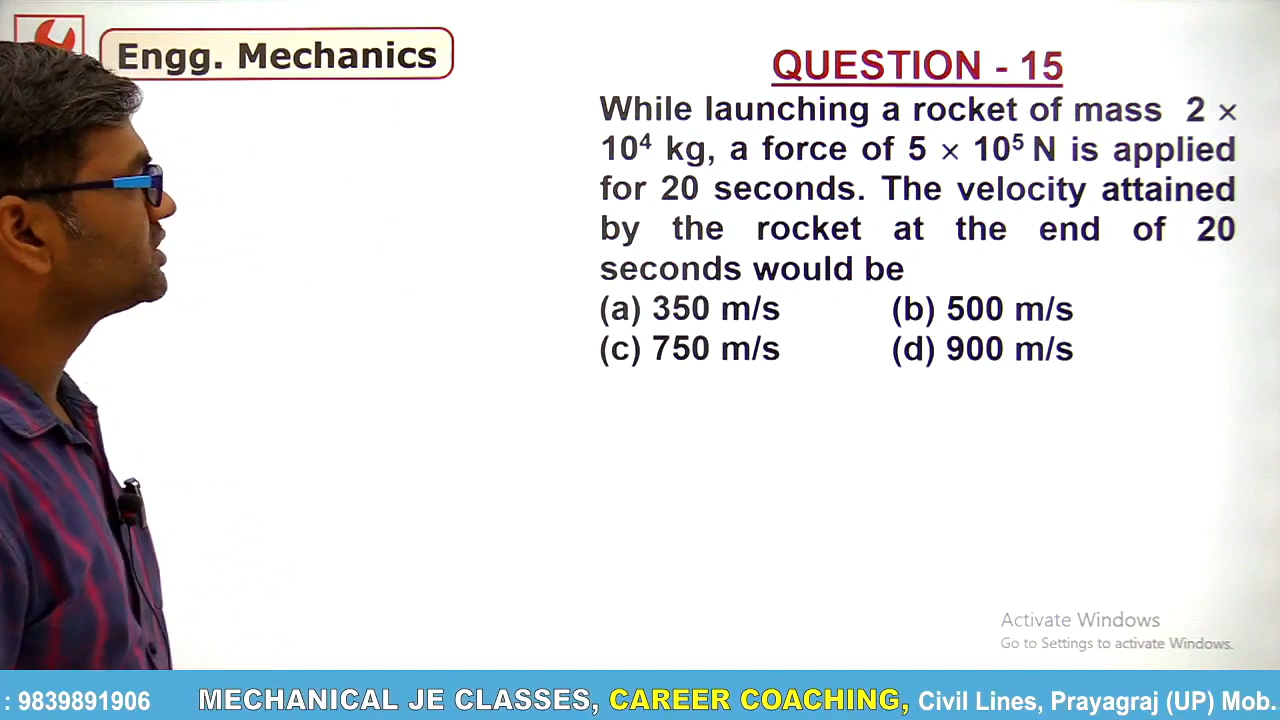 Engg. Mechanics
QUESTION - 15
While launching a rocket of mass 2 ×
10⁴ kg, a force of 5 × 10⁵ N is applied
for 20 seconds. The velocity attained
by the rocket at the end of 20
seconds would be
(a) 350 m/s (b) 500 m/s
(c) 750 m/s (d) 900 m/s
Activate Windows
Go to Settings to activate Windows.
: 9839891906 MECHANICAL JE CLASSES, CAREER COACHING, Civil Lines, Prayagraj (UP) Mob.